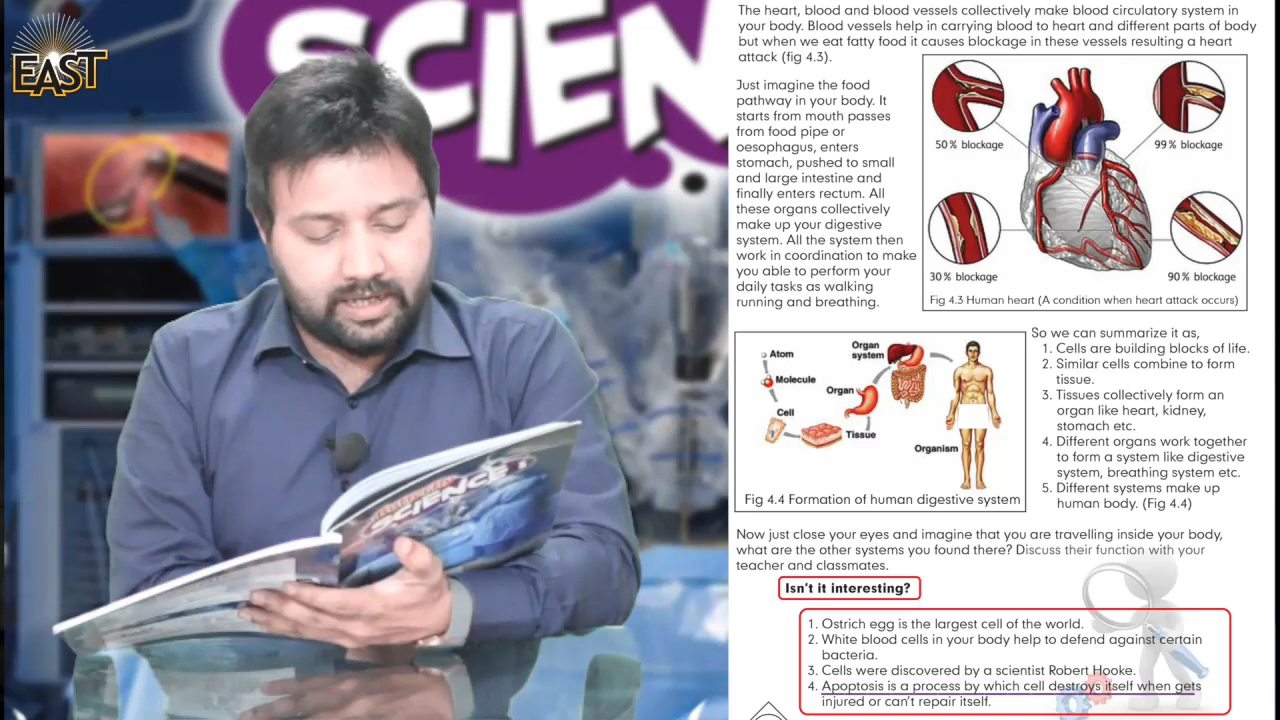 EAST
SCIEN
SCIENCE
The heart, blood and blood vessels collectively make blood circulatory system in
your body. Blood vessels help in carrying blood to heart and different parts of body
but when we eat fatty food it causes blockage in these vessels resulting a heart
attack (fig 4.3).
Just imagine the food
pathway in your body. It
starts from mouth passes
from food pipe or
oesophagus, enters
stomach, pushed to small
and large intestine and
finally enters rectum. All
these organs collectively
make up your digestive
system. All the system then
work in coordination to make
you able to perform your
daily tasks as walking
running and breathing.
50 % blockage
99 % blockage
30 % blockage
90 % blockage
Fig 4.3 Human heart (A condition when heart attack occurs)
Atom
Molecule
Cell
Tissue
Organ
Organ
system
Organism
Fig 4.4 Formation of human digestive system
So we can summarize it as,
1. Cells are building blocks of life.
2. Similar cells combine to form
tissue.
3. Tissues collectively form an
organ like heart, kidney,
stomach etc.
4. Different organs work together
to form a system like digestive
system, breathing system etc.
5. Different systems make up
human body. (Fig 4.4)
Now just close your eyes and imagine that you are travelling inside your body,
what are the other systems you found there? Discuss their function with your
teacher and classmates.
Isn't it interesting?
1. Ostrich egg is the largest cell of the world.
2. White blood cells in your body help to defend against certain
bacteria.
3. Cells were discovered by a scientist Robert Hooke.
4. Apoptosis is a process by which cell destroys itself when gets
injured or can't repair itself.